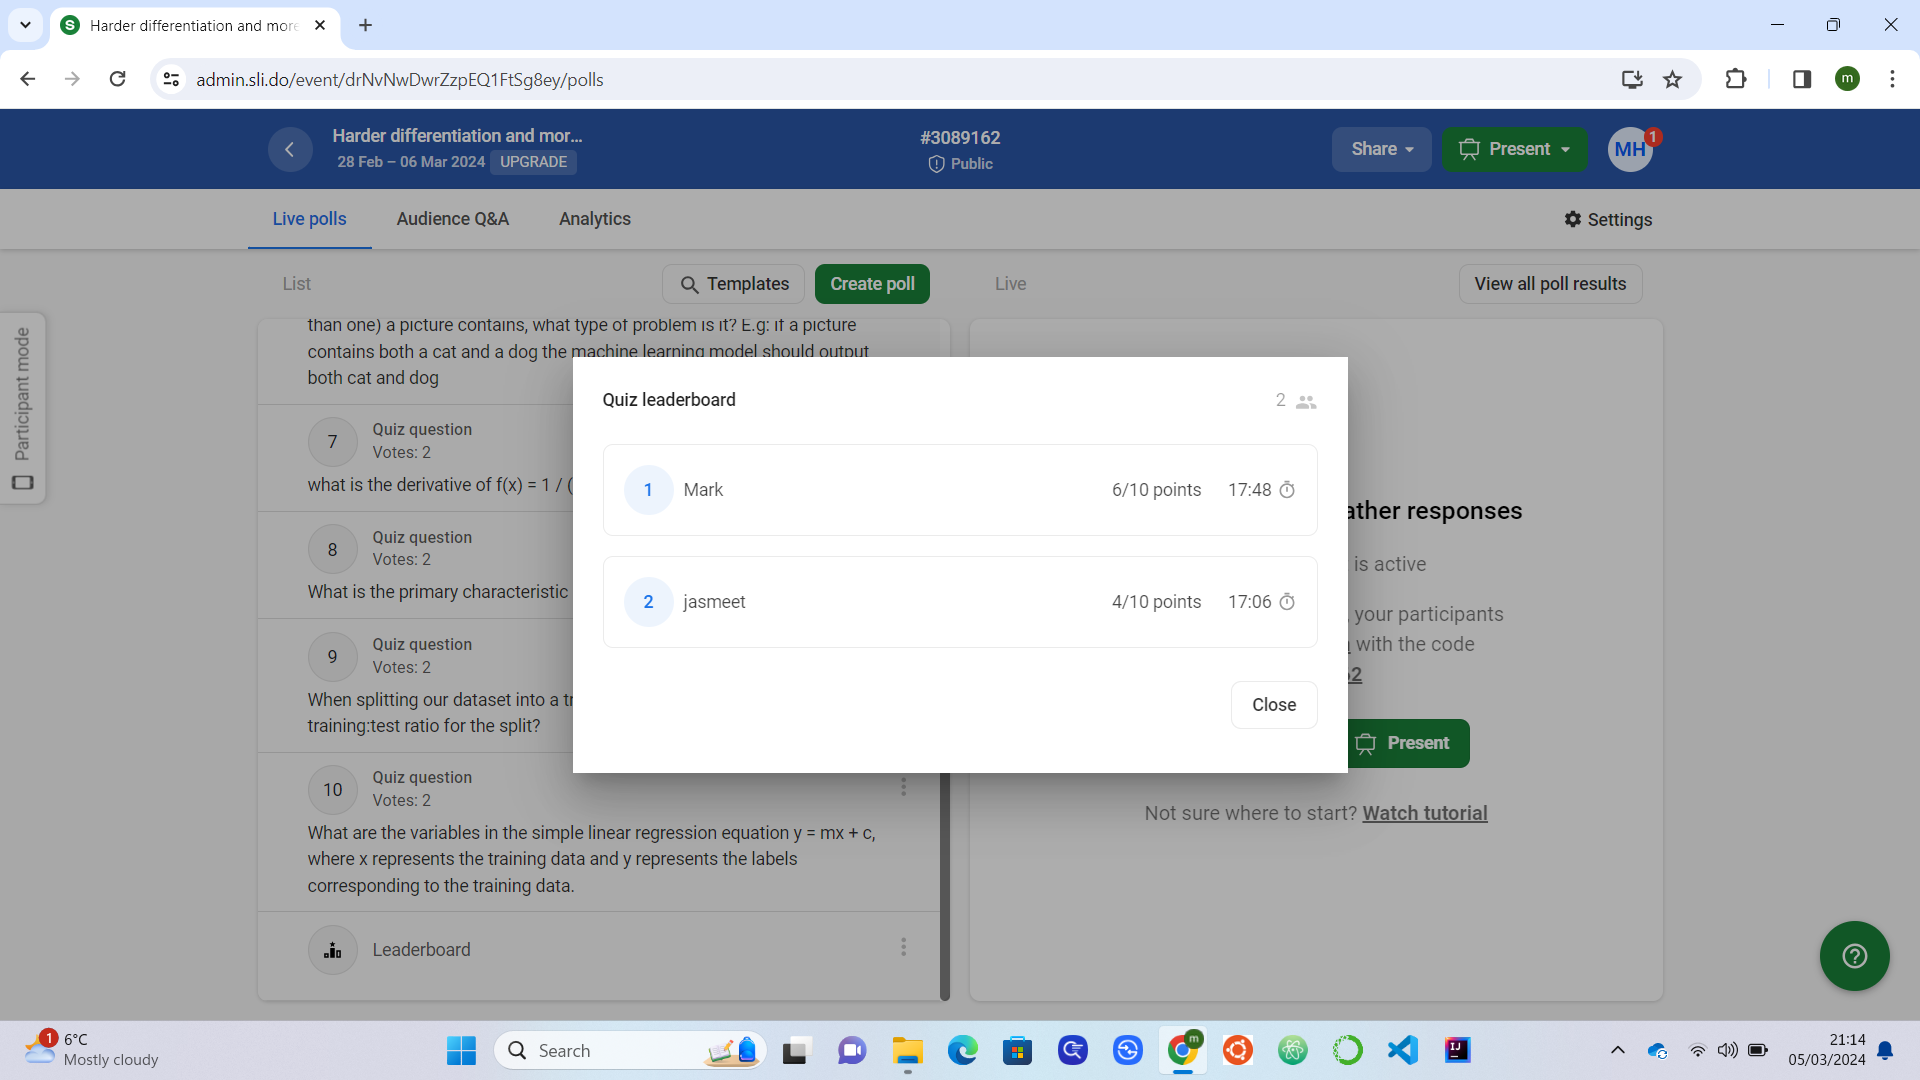 Harder differentiation and more
admin.sli.do/event/drNvNwDwrZzpEQ1FtSg8ey/polls
m
Harder differentiation and mor...
28 Feb – 06 Mar 2024 UPGRADE
#3089162
Public
Share
Present
MH
1
Live polls
Audience Q&A
Analytics
Settings
List
Templates
Create poll
Live
View all poll results
Participant mode
than one) a picture contains, what type of problem is it? E.g: if a picture
contains both a cat and a dog the machine learning model should output
both cat and dog
7
Quiz question
Votes: 2
what is the derivative of f(x) = 1 / (
8
Quiz question
Votes: 2
What is the primary characteristic
9
Quiz question
Votes: 2
When splitting our dataset into a tr
training:test ratio for the split?
10
Quiz question
Votes: 2
What are the variables in the simple linear regression equation y = mx + c,
where x represents the training data and y represents the labels
corresponding to the training data.
Leaderboard
Quiz leaderboard
2
1 Mark 6/10 points 17:48
2 jasmeet 4/10 points 17:06
Close
ather responses
is active
, your participants
with the code
62
Present
Not sure where to start? Watch tutorial
1
6°C
Mostly cloudy
Search
m
IJ
21:14
05/03/2024